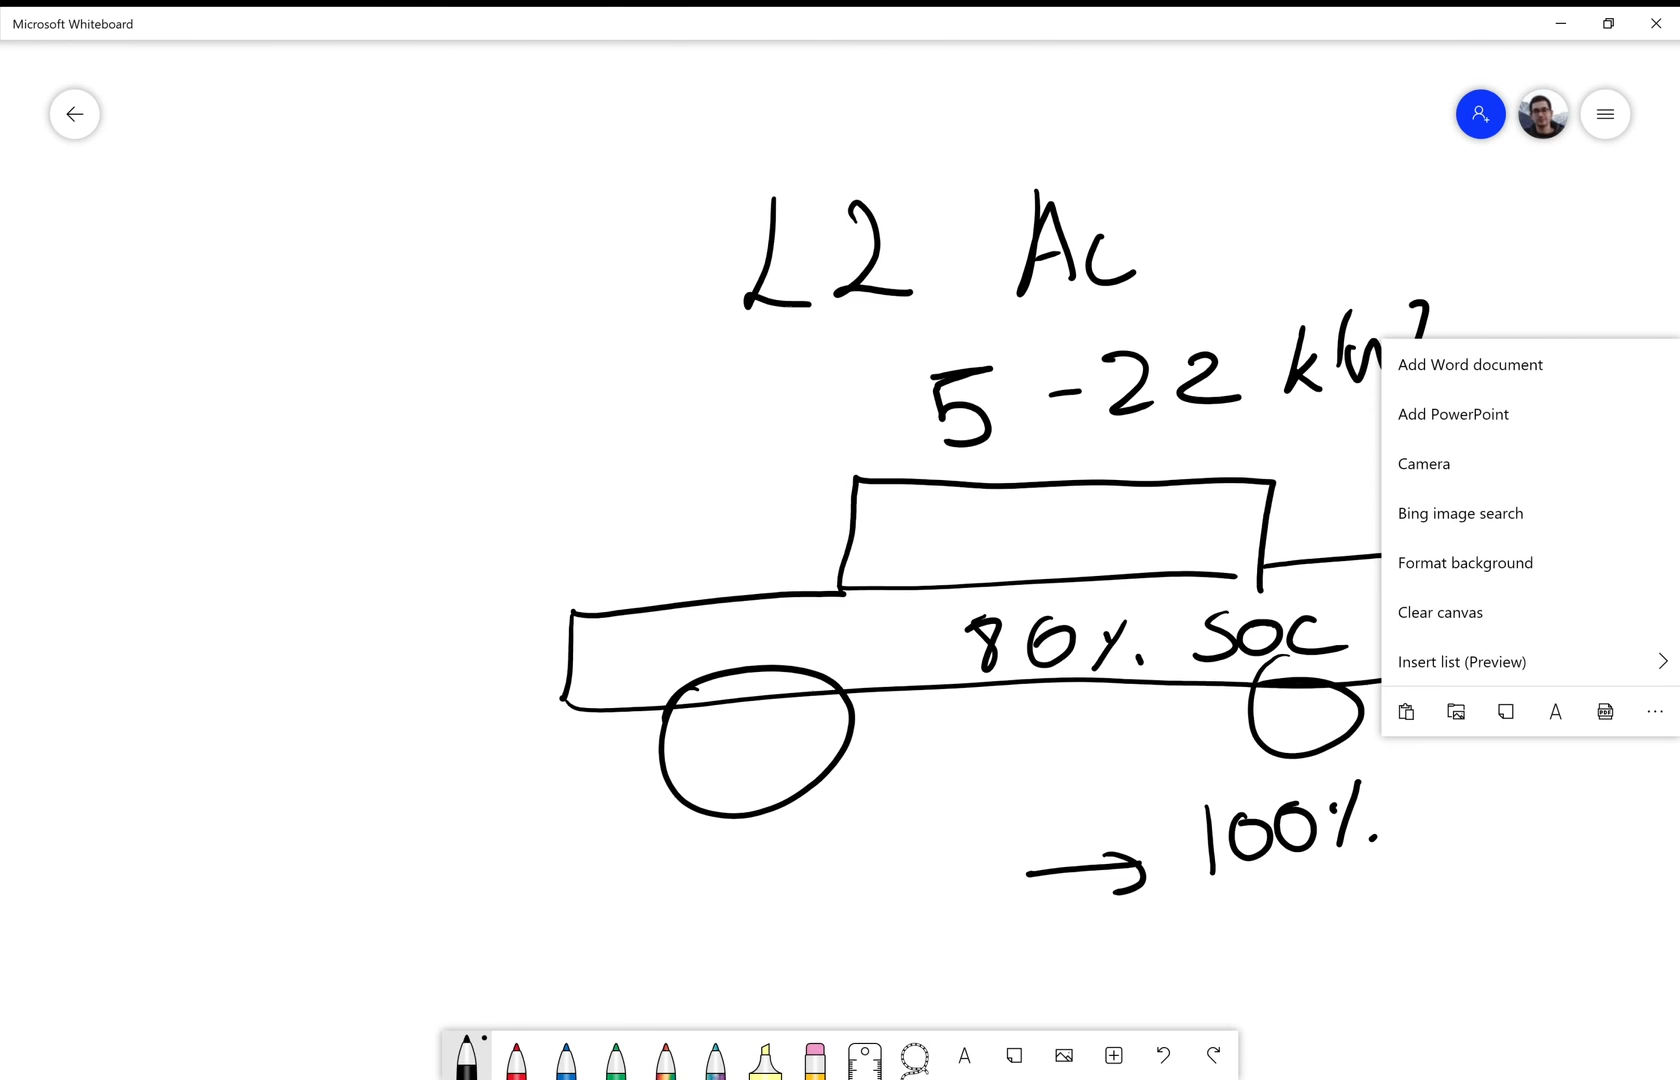 Microsoft Whiteboard
L2 AC
5 - 22 kW
80% SOC
→ 100%
Add Word document
Add PowerPoint
Camera
Bing image search
Format background
Clear canvas
Insert list (Preview)
A
PDF
A